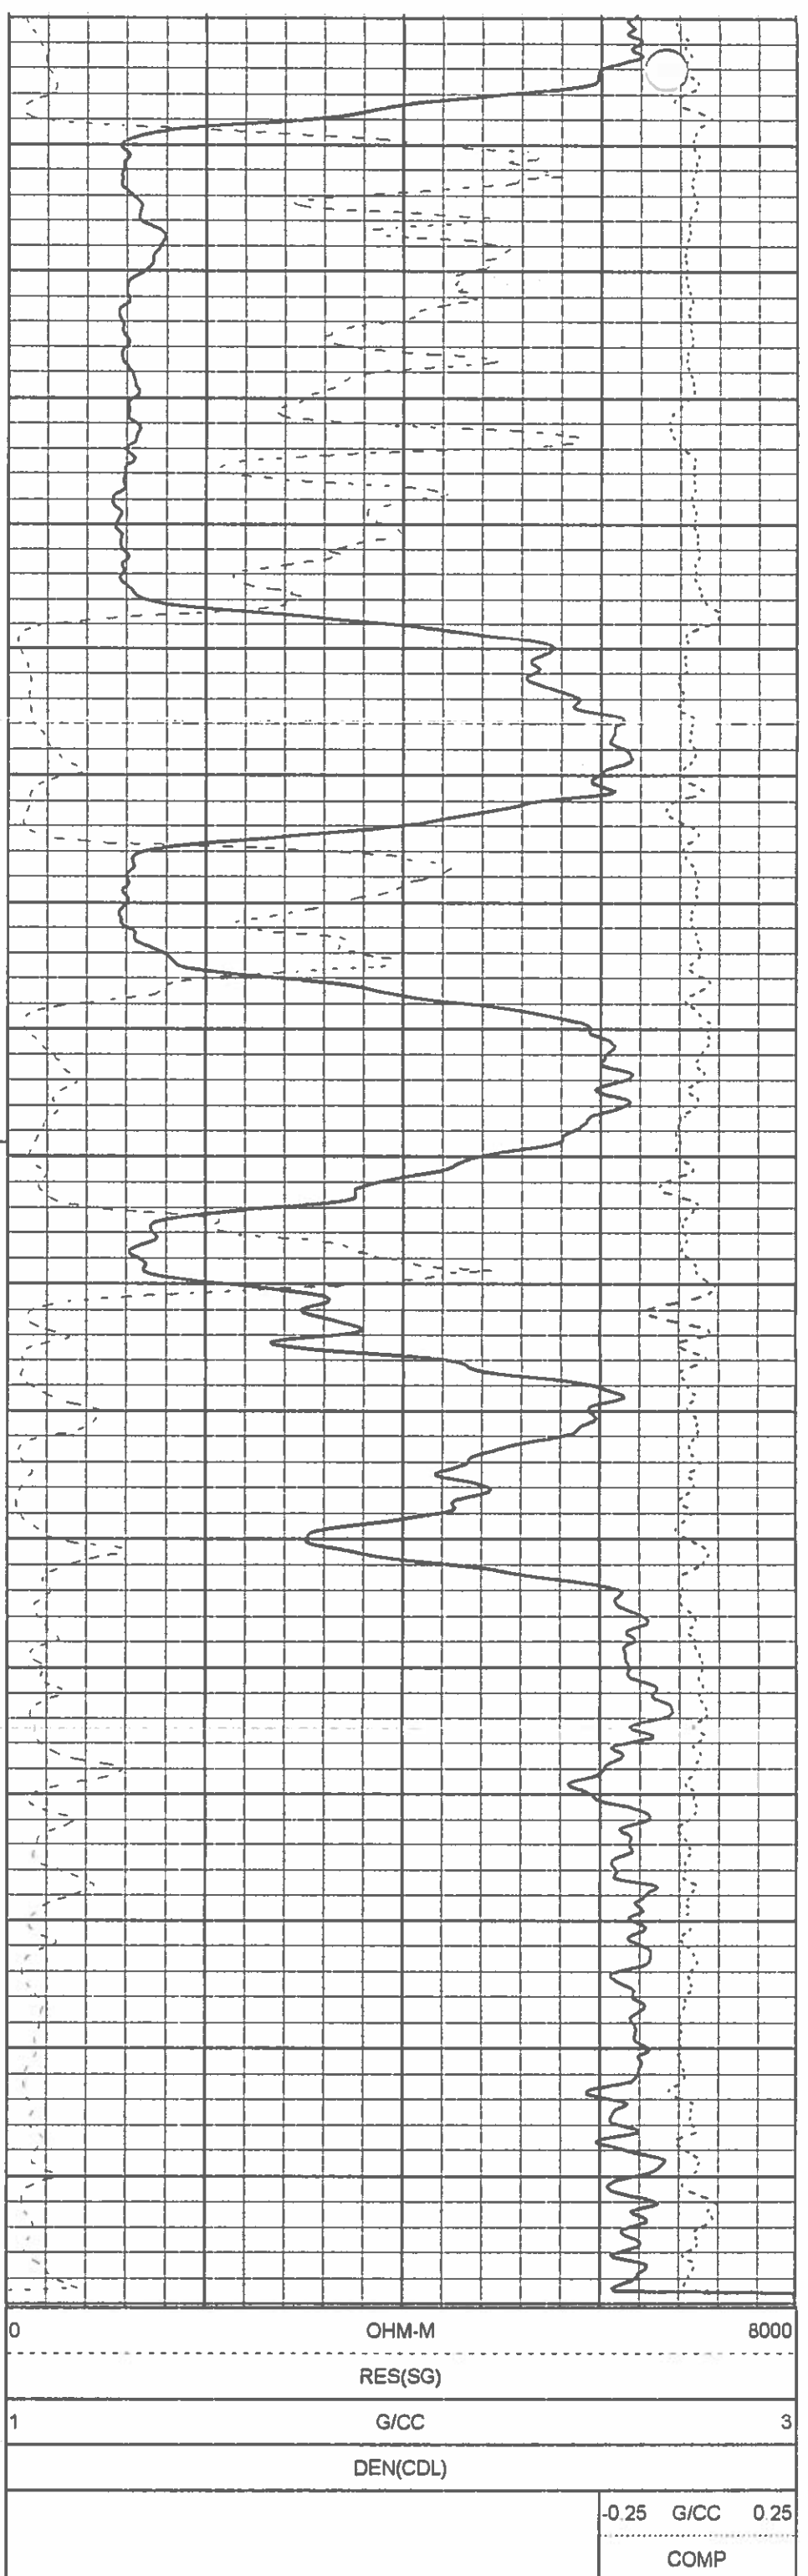 0 OHM-M 8000
RES(SG)
1 G/CC 3
DEN(CDL)
-0.25 G/CC 0.25
COMP